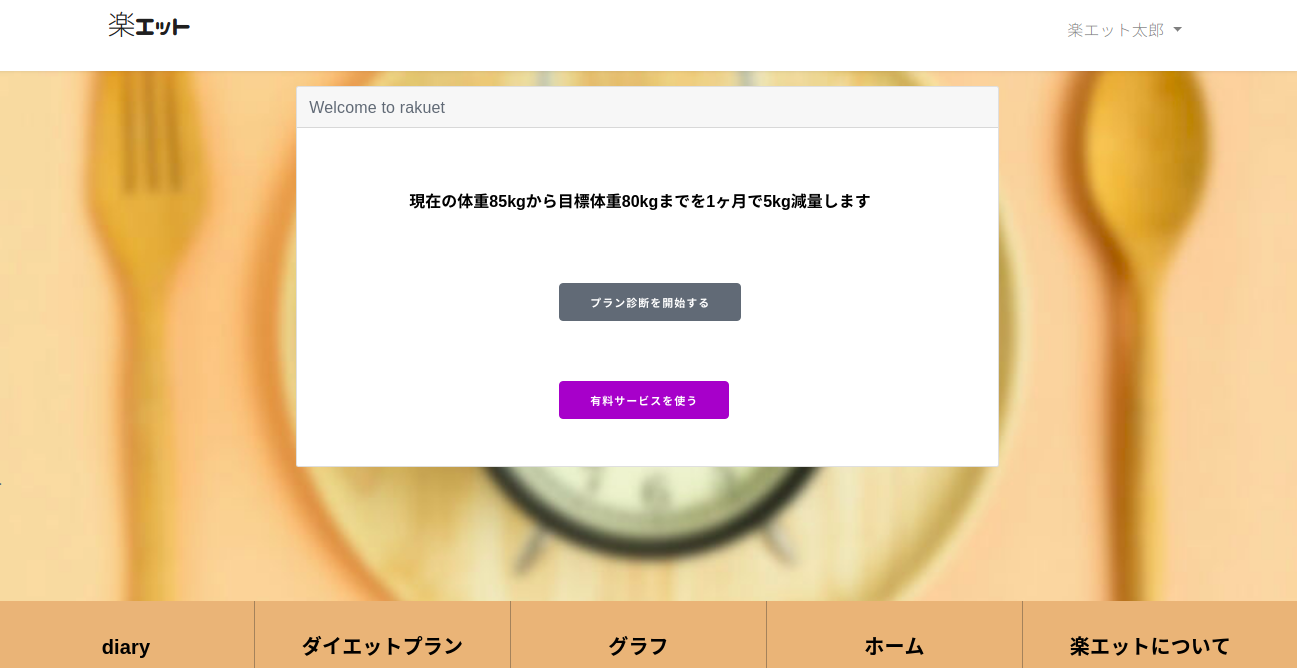 楽エット
楽エット太郎
Welcome to rakuet
現在の体重85kgから目標体重80kgまでを1ヶ月で5kg減量します
プラン診断を開始する
有料サービスを使う
7 6
diary
ダイエットプラン
グラフ
ホーム
楽エットについて